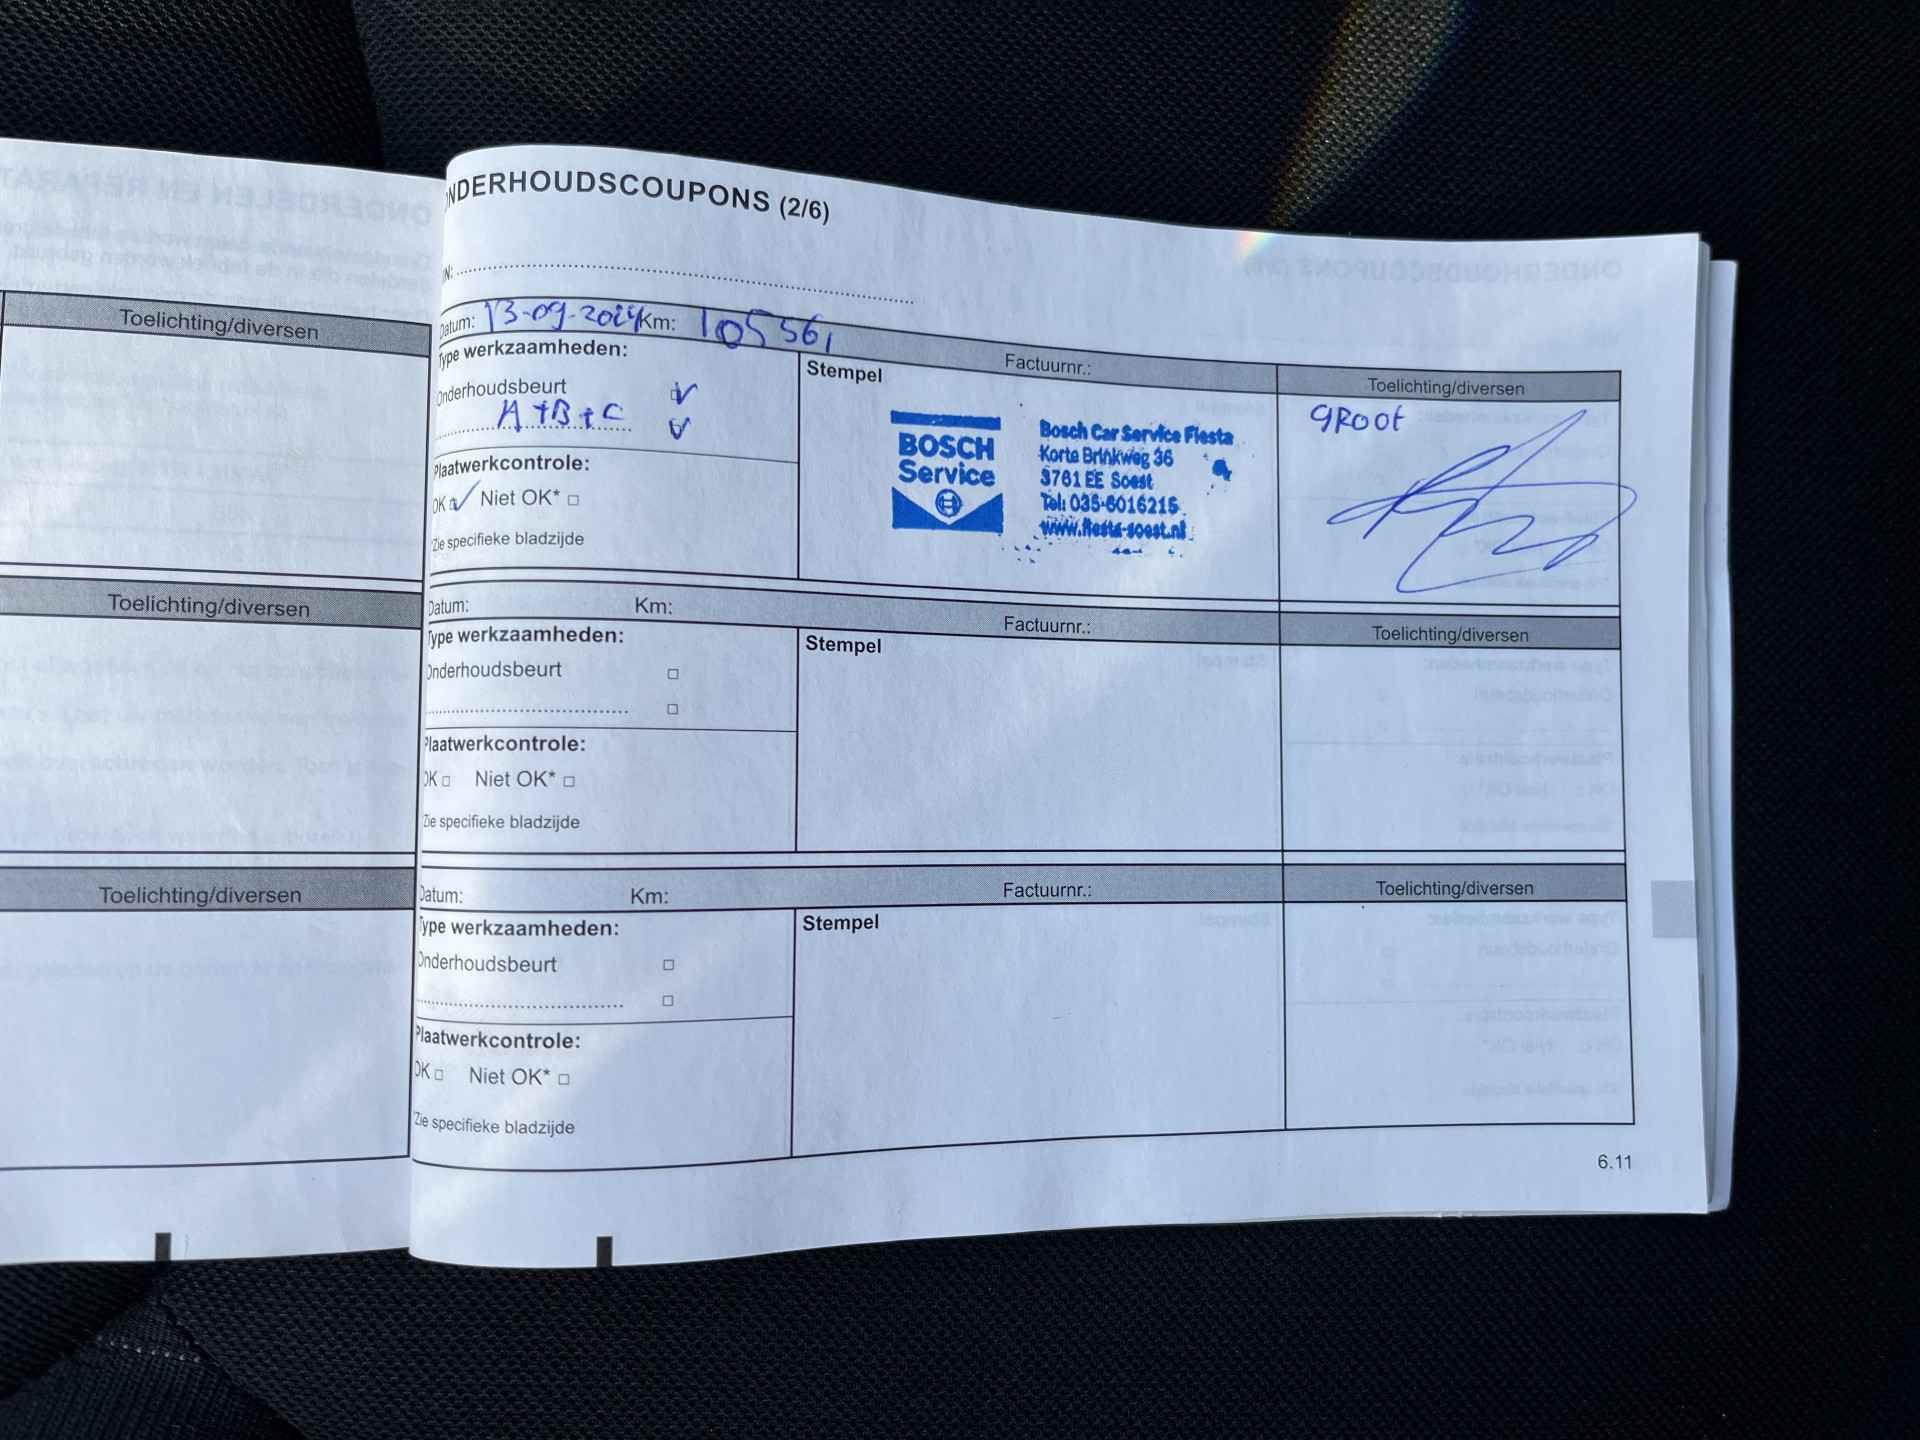 Toelichting/diversen
Toelichting/diversen
Toelichting/diversen
NDERHOUDSCOUPONS (2/6)
IN:
Datum: 13-09-2024 Km: 105561
Factuurnr.:
Toelichting/diversen
Type werkzaamheden:
Onderhoudsbeurt
A+B+C
Plaatwerkcontrole:
OK Niet OK*
*Zie specifieke bladzijde
Stempel
BOSCH
Service
Bosch Car Service Fiesta
Korte Brinkweg 36
3761 EE Soest
Tel: 035-6016215
www.fiesta-soest.nl
GROOT
Datum: Km:
Factuurnr.:
Toelichting/diversen
Type werkzaamheden:
Onderhoudsbeurt
Plaatwerkcontrole:
OK Niet OK*
*Zie specifieke bladzijde
Stempel
Datum: Km:
Factuurnr.:
Toelichting/diversen
Type werkzaamheden:
Onderhoudsbeurt
Plaatwerkcontrole:
OK Niet OK*
*Zie specifieke bladzijde
Stempel
6.11